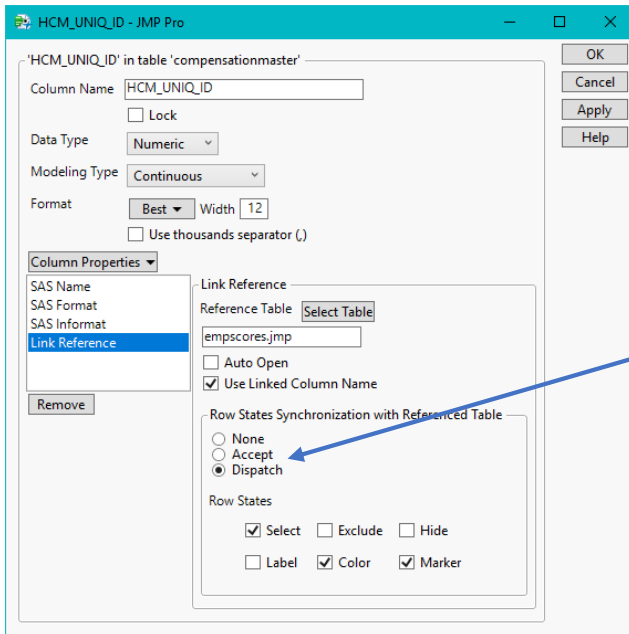 HCM_UNIQ_ID - JMP Pro
'HCM_UNIQ_ID' in table 'compensationmaster'
OK
Column Name HCM_UNIQ_ID
Cancel
Lock
Apply
Data Type Numeric
Help
Modeling Type Continuous
Format Best Width 12
Use thousands separator (,)
Column Properties
SAS Name
SAS Format
SAS Informat
Link Reference
Remove
Link Reference
Reference Table Select Table
empscores.jmp
Auto Open
Use Linked Column Name
Row States Synchronization with Referenced Table
None
Accept
Dispatch
Row States
Select Exclude Hide
Label Color Marker